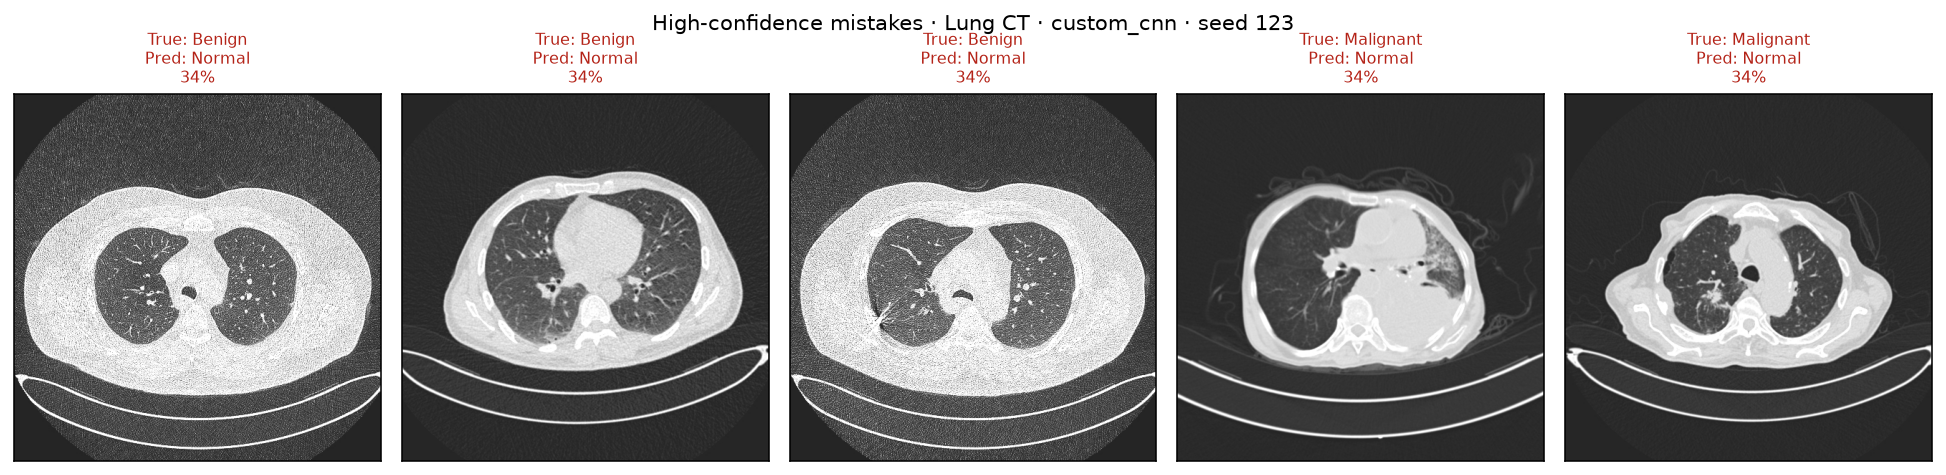 High-confidence mistakes · Lung CT · custom_cnn · seed 123
True: Benign
Pred: Normal
34%
True: Benign
Pred: Normal
34%
True: Benign
Pred: Normal
34%
True: Malignant
Pred: Normal
34%
True: Malignant
Pred: Normal
34%